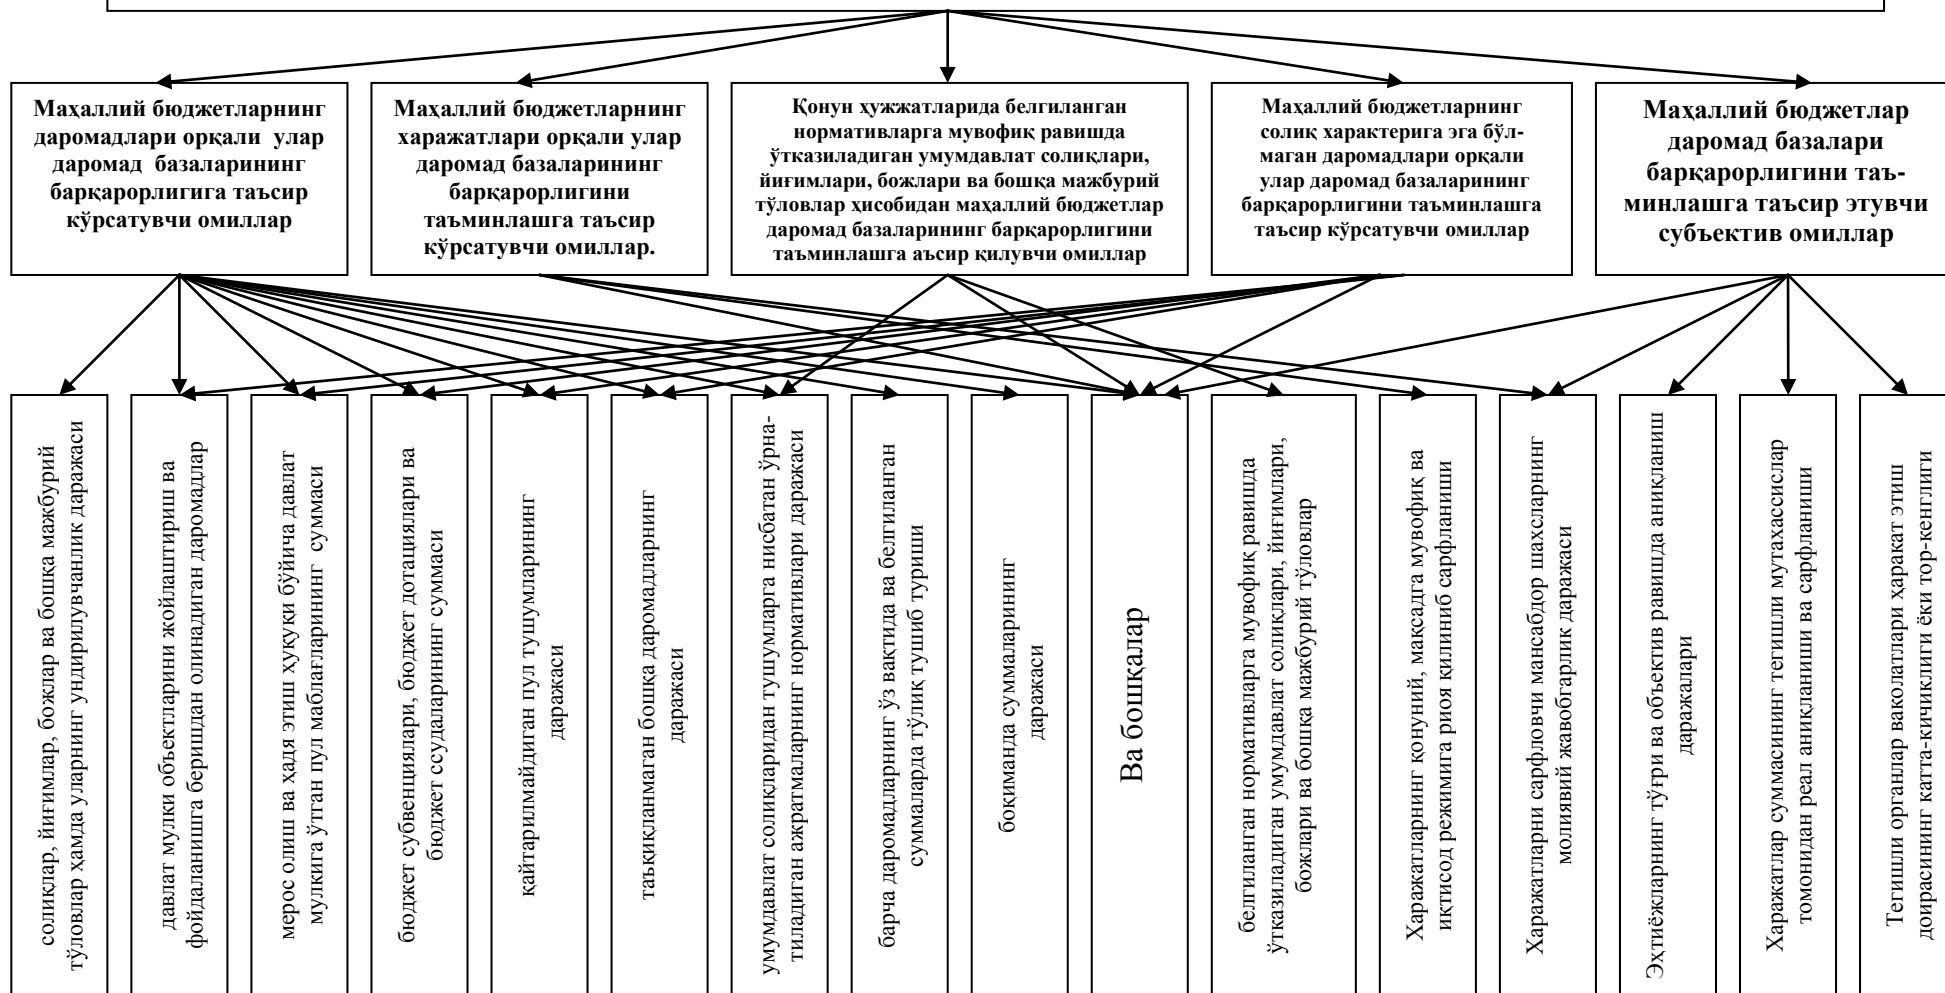 Маҳаллий бюджетларнинг
даромадлари орқали улар
даромад базаларининг
барқарорлигига таъсир
кўрсатувчи омиллар
Маҳаллий бюджетларнинг
харажатлари орқали улар
даромад базаларининг
барқарорлигини
таъминлашга таъсир
кўрсатувчи омиллар.
Қонун ҳужжатларида белгиланган
нормативларга мувофиқ равишда
ўтказиладиган умумдавлат солиқлари,
йиғимлари, божлари ва бошқа мажбурий
тўловлар ҳисобидан маҳаллий бюджетлар
даромад базаларининг барқарорлигини
таъминлашга аъсир қилувчи омиллар
Маҳаллий бюджетларнинг
солиқ характерига эга бўл-
маган даромадлари орқали
улар даромад базаларининг
барқарорлигини таъминлашга
таъсир кўрсатувчи омиллар
Маҳаллий бюджетлар
даромад базалари
барқарорлигини таъ-
минлашга таъсир этувчи
субъектив омиллар
солиқлар, йиғимлар, божлар ва бошқа мажбурий
тўловлар ҳамда уларнинг ундирилувчанлик даражаси
давлат мулки объектларини жойлаштириш ва
фойдаланишга беришдан олинадиган даромадлар
мерос олиш ва ҳадя этиш ҳуқуқи бўйича давлат
мулкига ўтган пул маблағларининг суммаси
бюджет субвенциялари, бюджет дотациялари ва
бюджет ссудаларининг суммаси
қайтарилмайдиган пул тушумларининг
даражаси
таъқиқланмаган бошқа даромадларнинг
даражаси
умумдавлат солиқларидан тушумларга нисбатан ўрна-
тиладиган ажратмаларнинг нормативлари даражаси
барча даромадларнинг ўз вақтида ва белгиланган
суммаларда тўлиқ тушиб туриши
боқиманда суммаларининг
даражаси
Ва бошқалар
белгиланган нормативларга мувофиқ равишда
ўтказиладиган умумдавлат солиқлари, йиғимлари,
божлари ва бошқа мажбурий тўловлар
Харажатларнинг қонуний, мақсадга мувофиқ ва
иқтисод режимига риоя қилиниб сарфланиши
Харажатларни сарфловчи мансабдор шахсларнинг
молиявий жавобгарлик даражаси
Эҳтиёжларнинг тўғри ва объектив равишда аниқланиш
даражалари
Харажатлар суммасининг тегишли мутахассислар
томонидан реал аниқланиши ва сарфланиши
Тегишли органлар ваколатлари ҳаракат этиш
доирасининг катта-кичиклиги ёки тор-кенглиги